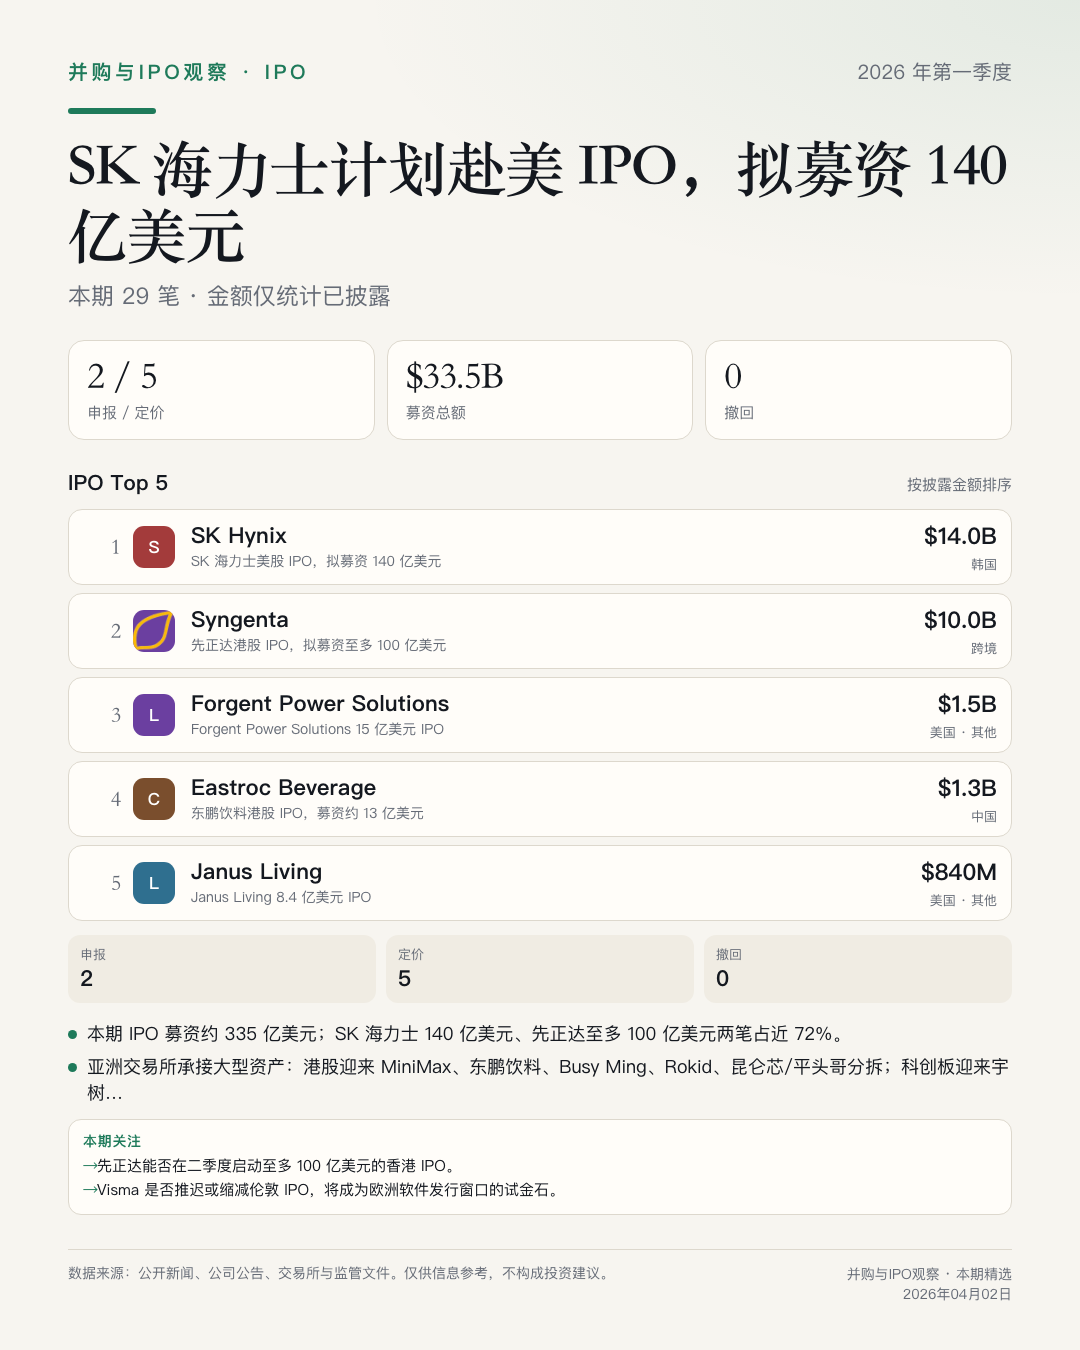 并购与IPO观察 · IPO
2026 年第一季度
SK 海力士计划赴美 IPO，拟募资 140
亿美元
本期 29 笔 · 金额仅统计已披露
2 / 5
申报 / 定价
$33.5B
募资总额
0
撤回
IPO Top 5
按披露金额排序
1
S
SK Hynix
SK 海力士美股 IPO，拟募资 140 亿美元
$14.0B
韩国
2
Syngenta
先正达港股 IPO，拟募资至多 100 亿美元
$10.0B
跨境
3
L
Forgent Power Solutions
Forgent Power Solutions 15 亿美元 IPO
$1.5B
美国 · 其他
4
C
Eastroc Beverage
东鹏饮料港股 IPO，募资约 13 亿美元
$1.3B
中国
5
L
Janus Living
Janus Living 8.4 亿美元 IPO
$840M
美国 · 其他
申报
2
定价
5
撤回
0
本期 IPO 募资约 335 亿美元；SK 海力士 140 亿美元、先正达至多 100 亿美元两笔占近 72%。
亚洲交易所承接大型资产：港股迎来 MiniMax、东鹏饮料、Busy Ming、Rokid、昆仑芯/平头哥分拆；科创板迎来宇
树…
本期关注
→先正达能否在二季度启动至多 100 亿美元的香港 IPO。
→Visma 是否推迟或缩减伦敦 IPO，将成为欧洲软件发行窗口的试金石。
数据来源：公开新闻、公司公告、交易所与监管文件。仅供信息参考，不构成投资建议。
并购与IPO观察 · 本期精选
2026年04月02日